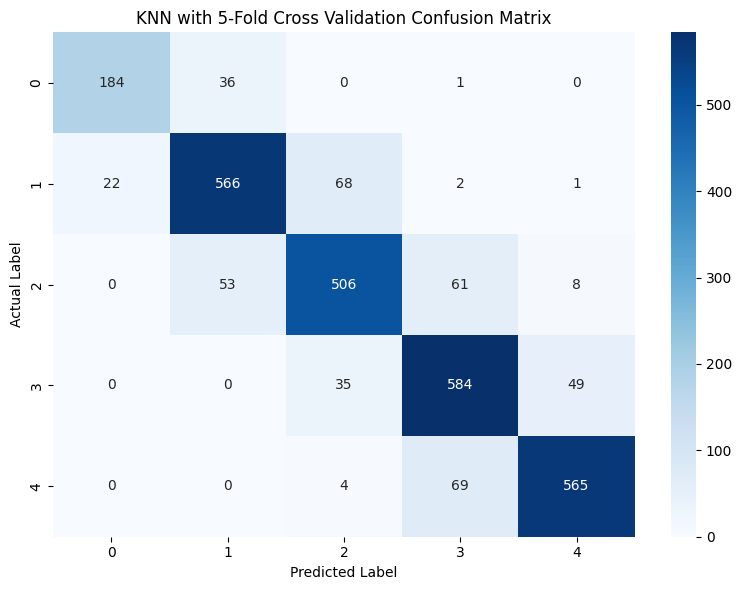 KNN with 5-Fold Cross Validation Confusion Matrix
0 184 36 0 1 0
1 22 566 68 2 1
2 0 53 506 61 8
3 0 0 35 584 49
4 0 0 4 69 565
0 1 2 3 4
Predicted Label
Actual Label
500
400
300
200
100
0